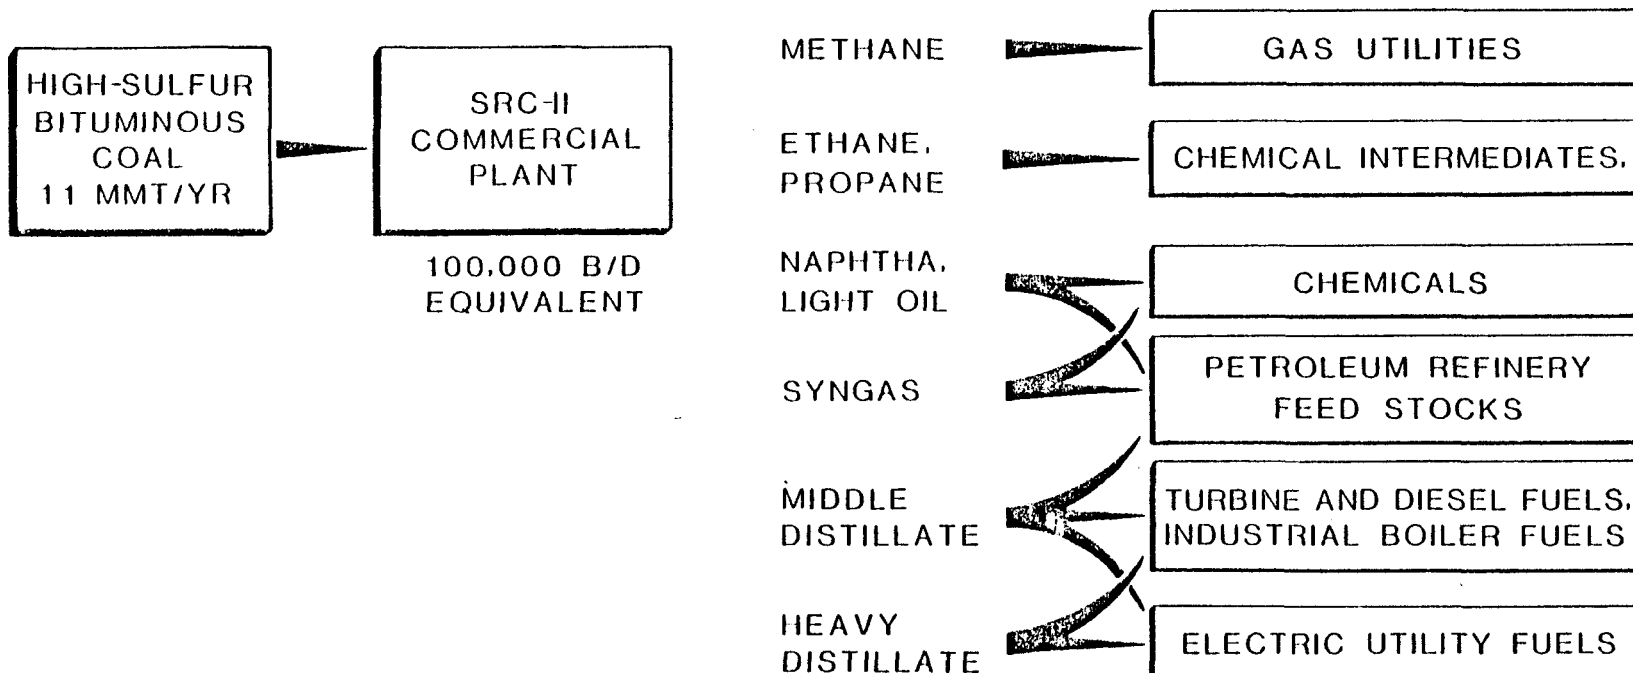 HIGH-SULFUR
BITUMINOUS
COAL
11 MMT/YR
SRC-II
COMMERCIAL
PLANT
100,000 B/D
EQUIVALENT
METHANE
GAS UTILITIES
ETHANE,
PROPANE
CHEMICAL INTERMEDIATES,
NAPHTHA,
LIGHT OIL
CHEMICALS
SYNGAS
PETROLEUM REFINERY
FEED STOCKS
MIDDLE
DISTILLATE
TURBINE AND DIESEL FUELS,
INDUSTRIAL BOILER FUELS
HEAVY
DISTILLATE
ELECTRIC UTILITY FUELS